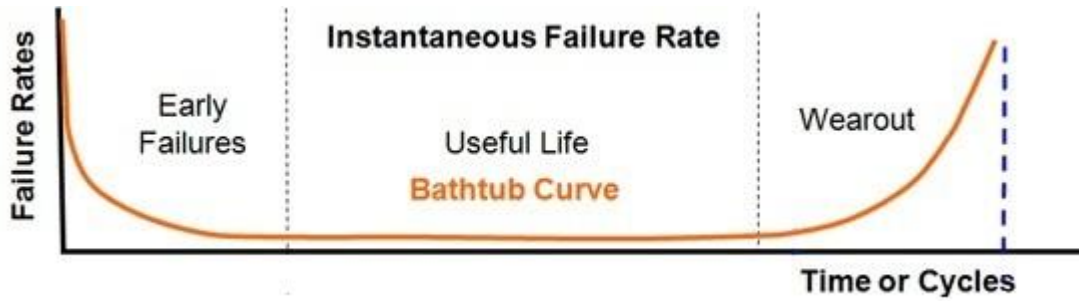 Instantaneous Failure Rate
Failure Rates
Early
Failures
Useful Life
Bathtub Curve
Wearout
Time or Cycles